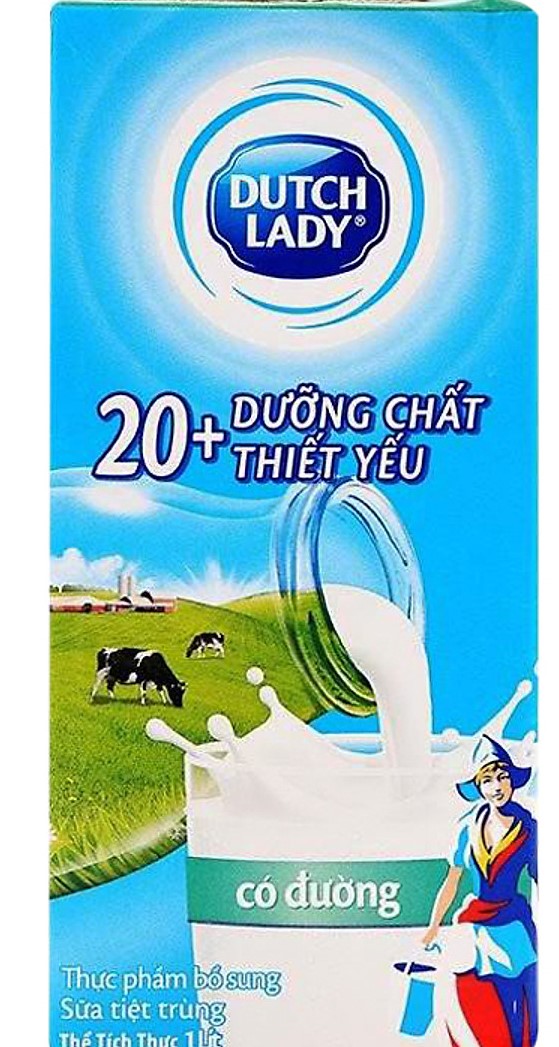 DUTCH
LADY®
20+ DƯỠNG CHẤT
THIẾT YẾU
có đường
Thực phẩm bổ sung
Sữa tiệt trùng
Thể Tích Thực 1 Lít